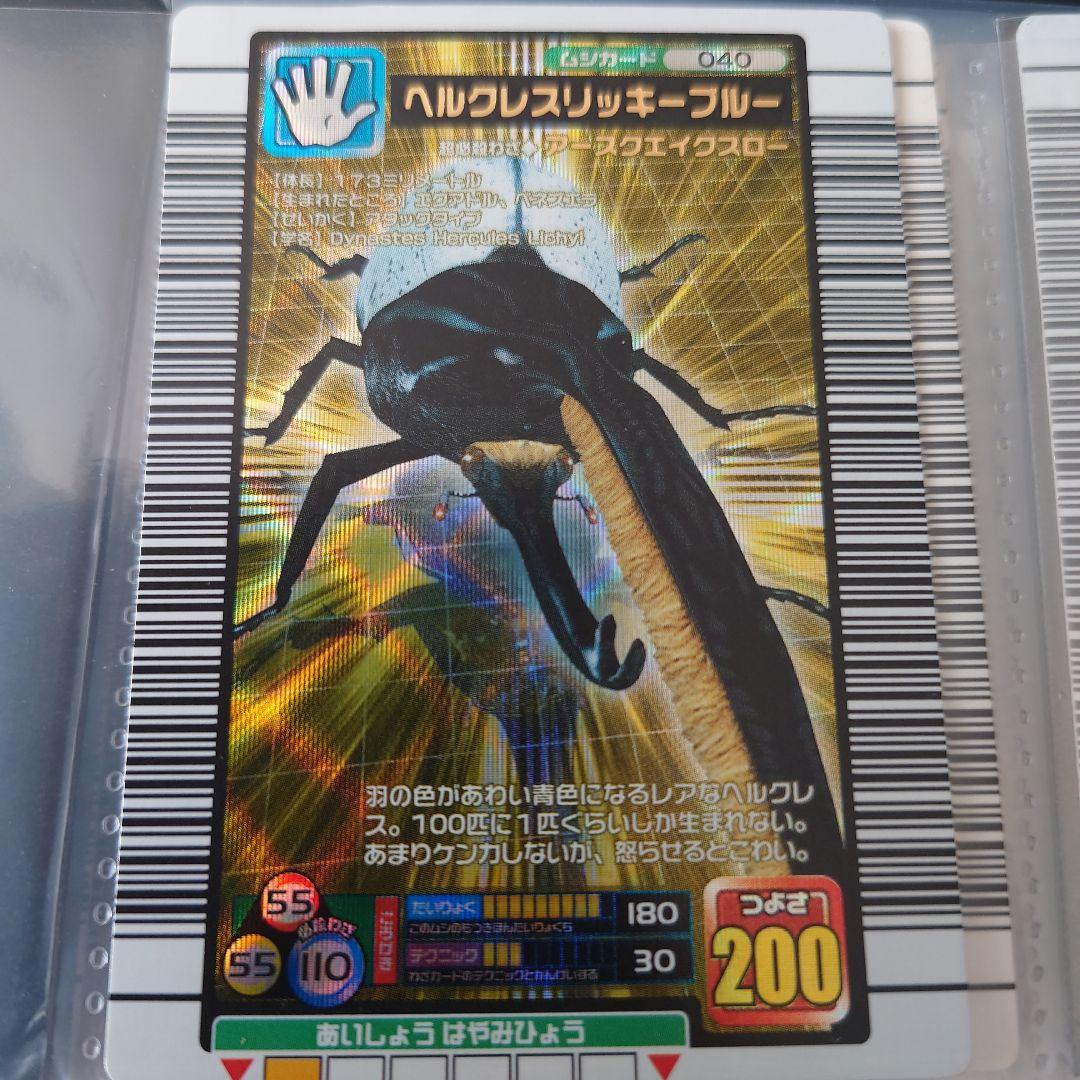 ムシカード 040
ヘルクレスリッキーブルー
超必殺わざ◆アースクエイクスロー
【体長】173ミリメートル
【生まれたところ】エクアドル、ベネズエラ
【せいかく】アタックタイプ
【学名】Dynastes Hercules Lichyi
羽の色があわい青色になるレアなヘルクレ
ス。100匹に1匹ぐらいしか生まれない。
あまりケンカしないが、怒らせるとこわい。
55
必殺わざ
55 110
たいりょく 180
このムシのもつきほんたいりょくち
テクニック 30
わざカードのテクニックとかんけいする
つよさ
200
あいしょう はやみひょう